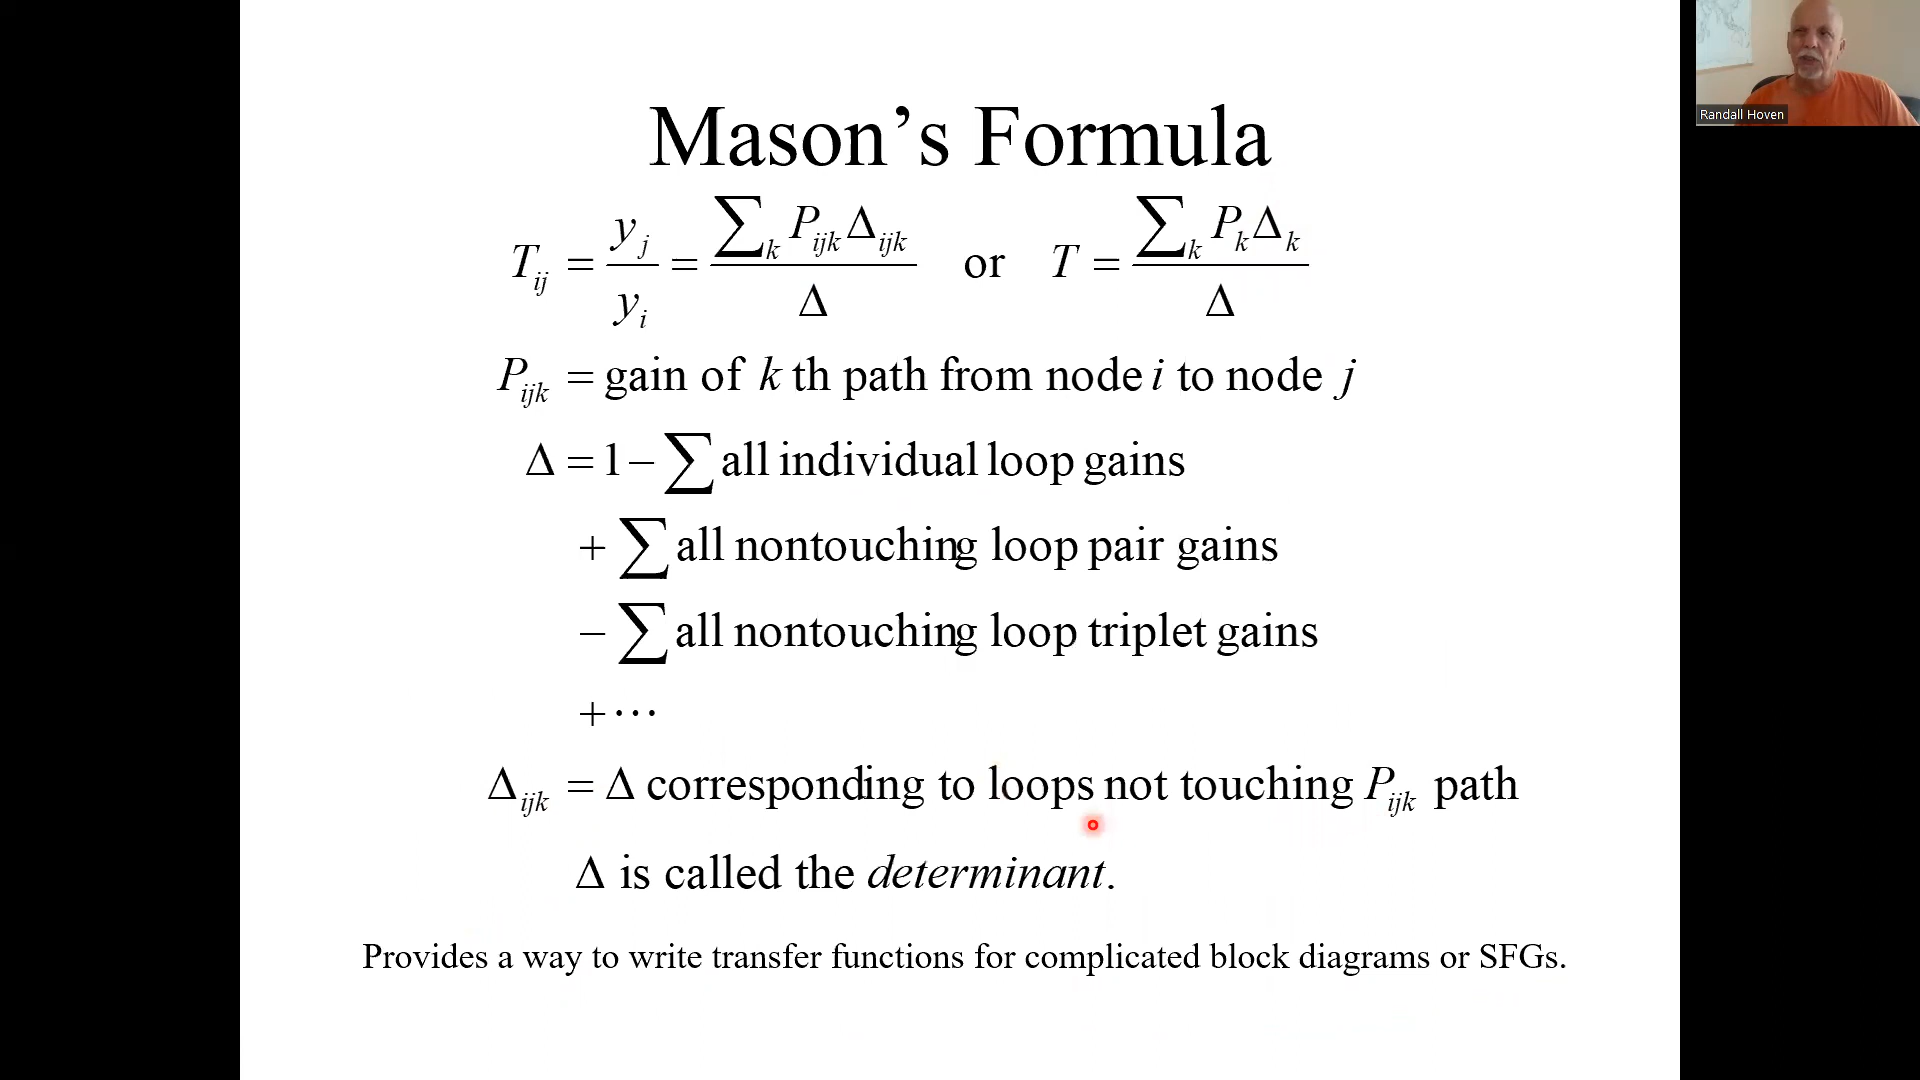 Mason's Formula
T_ij = y_j / y_i = ∑_k P_ijk Δ_ijk / Δ or T = ∑_k P_k Δ_k / Δ
P_ijk = gain of k th path from node i to node j
Δ = 1 − ∑ all individual loop gains
+ ∑ all nontouching loop pair gains
− ∑ all nontouching loop triplet gains
+ ⋯
Δ_ijk = Δ corresponding to loops not touching P_ijk path
Δ is called the determinant.
Provides a way to write transfer functions for complicated block diagrams or SFGs.
Randall Hoven